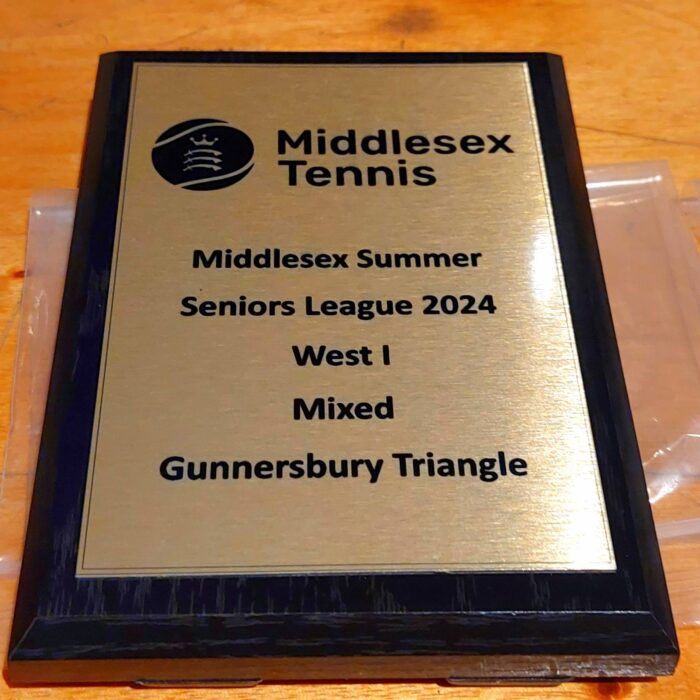 Middlesex
Tennis
Middlesex Summer
Seniors League 2024
West I
Mixed
Gunnersbury Triangle